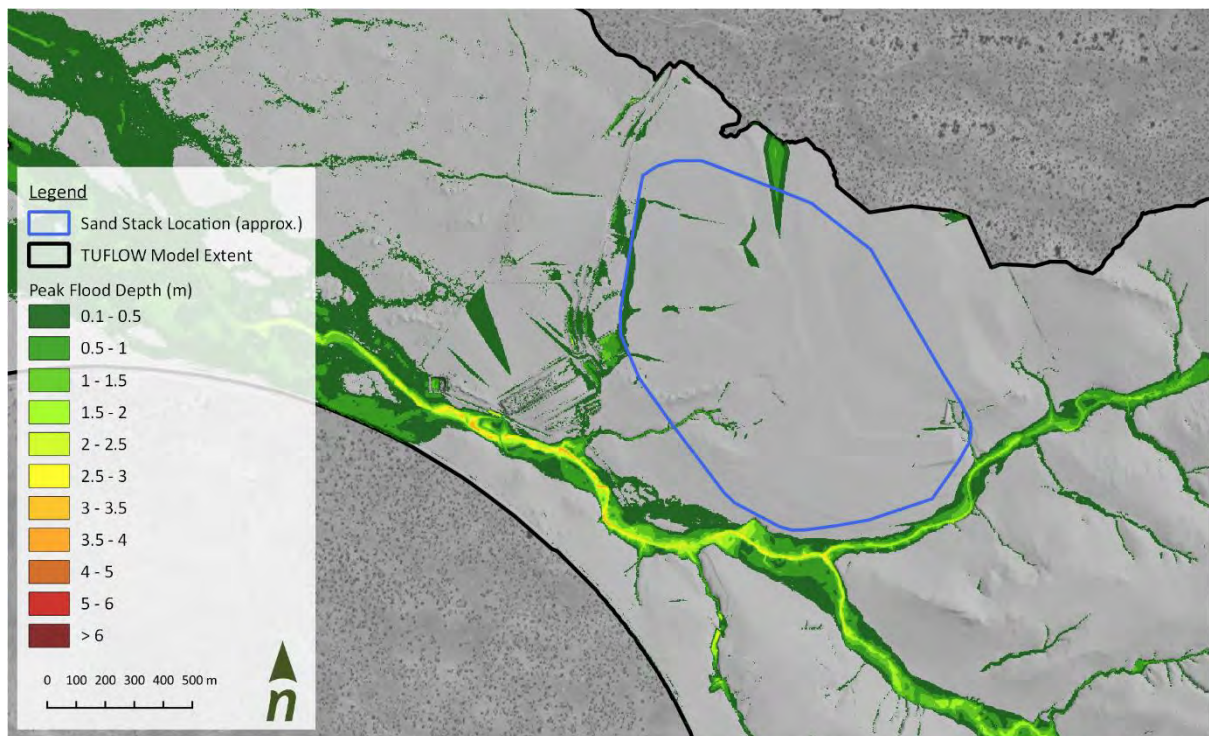 Legend
Sand Stack Location (approx.)
TUFLOW Model Extent
Peak Flood Depth (m)
0.1 - 0.5
0.5 - 1
1 - 1.5
1.5 - 2
2 - 2.5
2.5 - 3
3 - 3.5
3.5 - 4
4 - 5
5 - 6
> 6
0 100 200 300 400 500 m
n